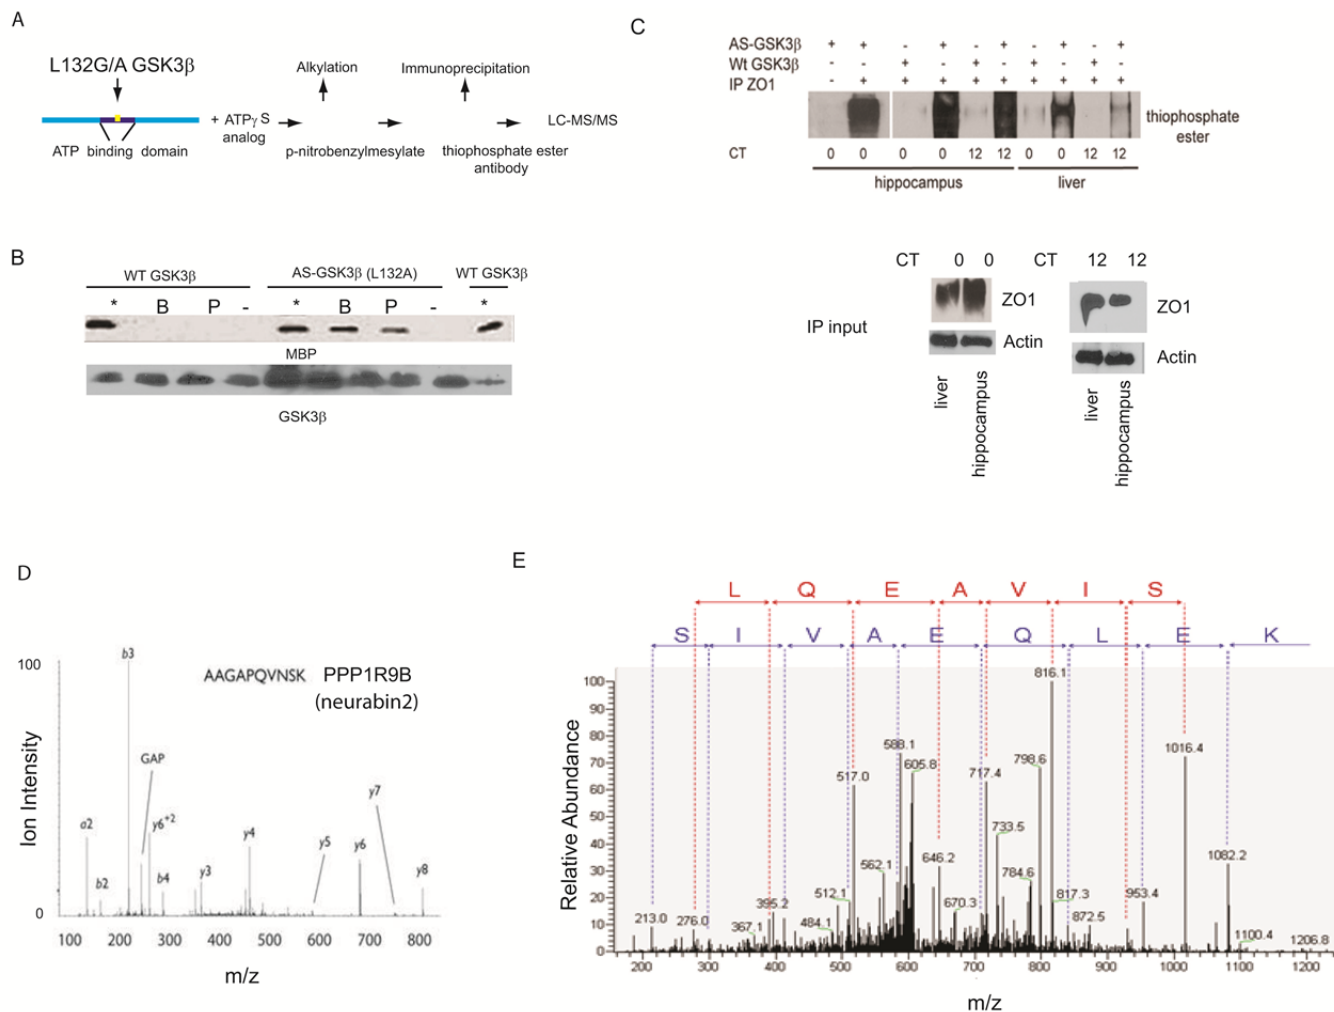 A
L132G/A GSK3β
Alkylation
Immunoprecipitation
+ ATPγ S
analog
LC-MS/MS
ATP binding domain
p-nitrobenzylmesylate
thiophosphate ester
antibody
C
AS-GSK3β + + - + - + - + - +
Wt GSK3β - - + - + - + - + -
IP ZO1 - + + + + + + + + +
thiophosphate
ester
CT 0 0 0 0 12 12 0 0 12 12
hippocampus liver
B
WT GSK3β AS-GSK3β (L132A) WT GSK3β
* B P - * B P - *
MBP
GSK3β
CT 0 0 CT 12 12
ZO1 ZO1
IP input
Actin Actin
liver hippocampus liver hippocampus
D
100
b3
AAGAPQVNSK PPP1R9B
(neurabin2)
GAP
a2
y6+2
b2
b4
y3
y4
y5
y6
y7
y8
0
Ion Intensity
100 200 300 400 500 600 700 800
m/z
E
L Q E A V I S
S I V A E Q L E K
100
90
80
70
60
50
40
30
20
10
0
Relative Abundance
816.1
588.1
605.8
798.6
1016.4
517.0
717.4
733.5
562.1
646.2
784.6
1082.2
512.1
395.2
670.3
817.3
953.4
213.0
276.0
367.1
484.1
872.5
1100.4
1206.8
200 300 400 500 600 700 800 900 1000 1100 1200
m/z